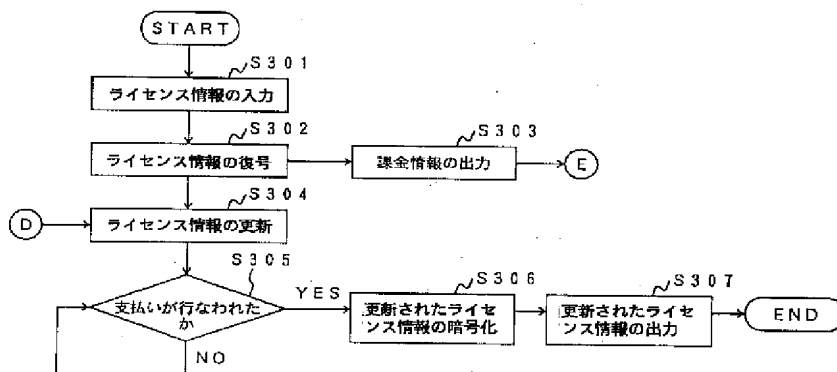 START
S301
ライセンス情報の入力
S302
ライセンス情報の復号
S303
課金情報の出力
E
S304
D
ライセンス情報の更新
S305
支払いが行なわれた
か
YES
NO
S306
更新されたライセ
ンス情報の暗号化
S307
更新されたライセ
ンス情報の出力
END